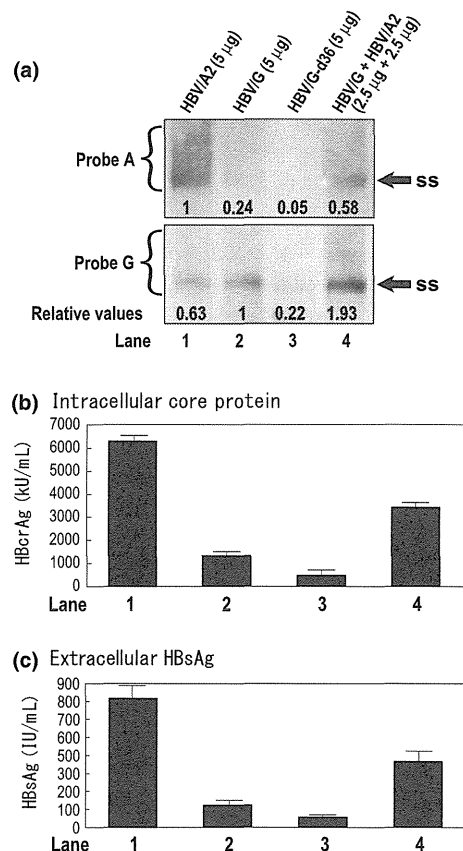 (a)
HBV/A2 (5 µg)
HBV/G (5 µg)
HBV/G-d36 (5 µg)
HBV/G + HBV/A2
(2.5 µg + 2.5 µg)
Probe A
ss
1 0.24 0.05 0.58
Probe G
ss
Relative values 0.63 1 0.22 1.93
Lane 1 2 3 4
(b) Intracellular core protein
HBcrAg (kU/mL)
7000
6000
5000
4000
3000
2000
1000
0
Lane 1 2 3 4
(c) Extracellular HBsAg
HBsAg (IU/mL)
900
800
700
600
500
400
300
200
100
0
Lane 1 2 3 4